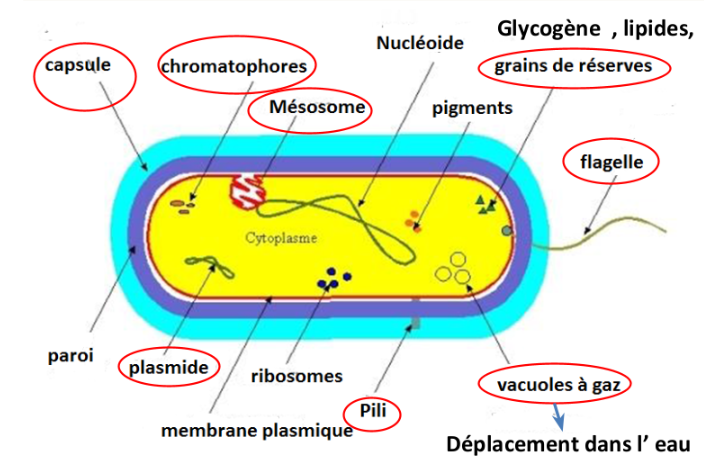 Glycogène , lipides,
Nucléoide
capsule
chromatophores
grains de réserves
Mésosome
pigments
flagelle
Cytoplasme
paroi
plasmide
ribosomes
vacuoles à gaz
Pili
membrane plasmique
Déplacement dans l' eau